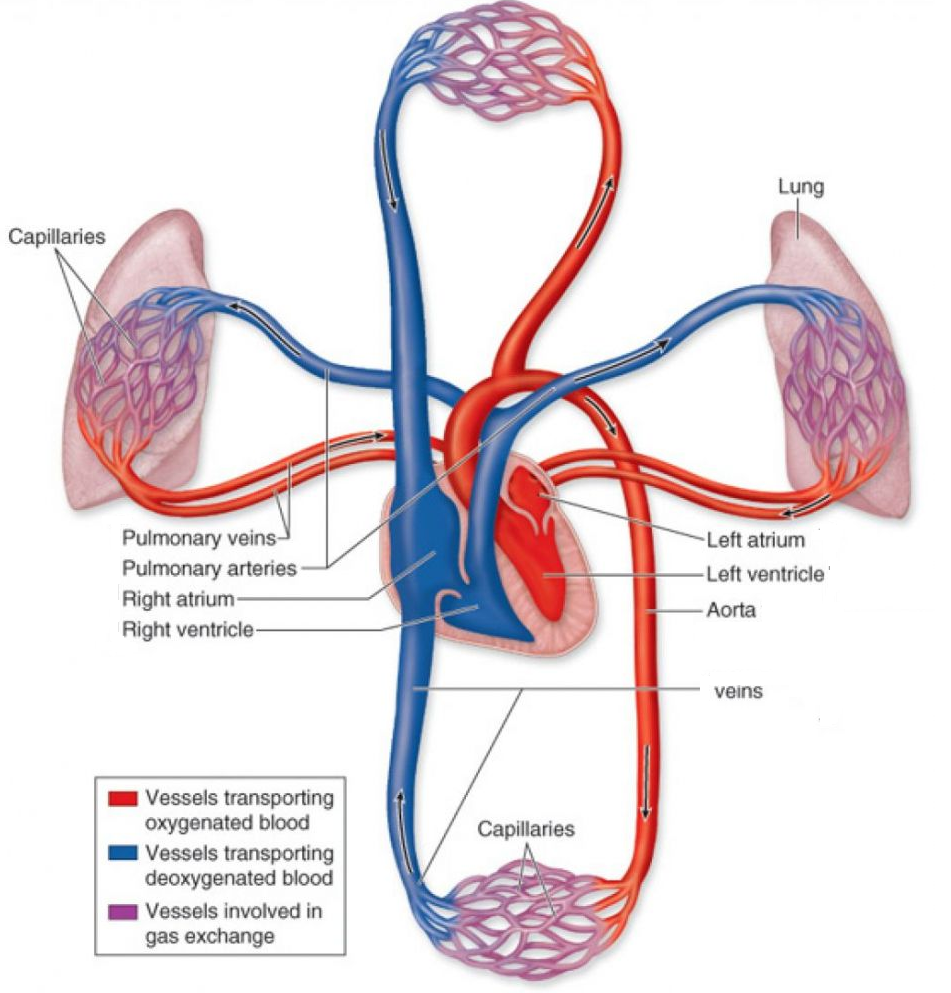 Lung
Capillaries
Pulmonary veins
Pulmonary arteries
Right atrium
Right ventricle
Left atrium
Left ventricle
Aorta
veins
Vessels transporting
oxygenated blood
Vessels transporting
deoxygenated blood
Vessels involved in
gas exchange
Capillaries